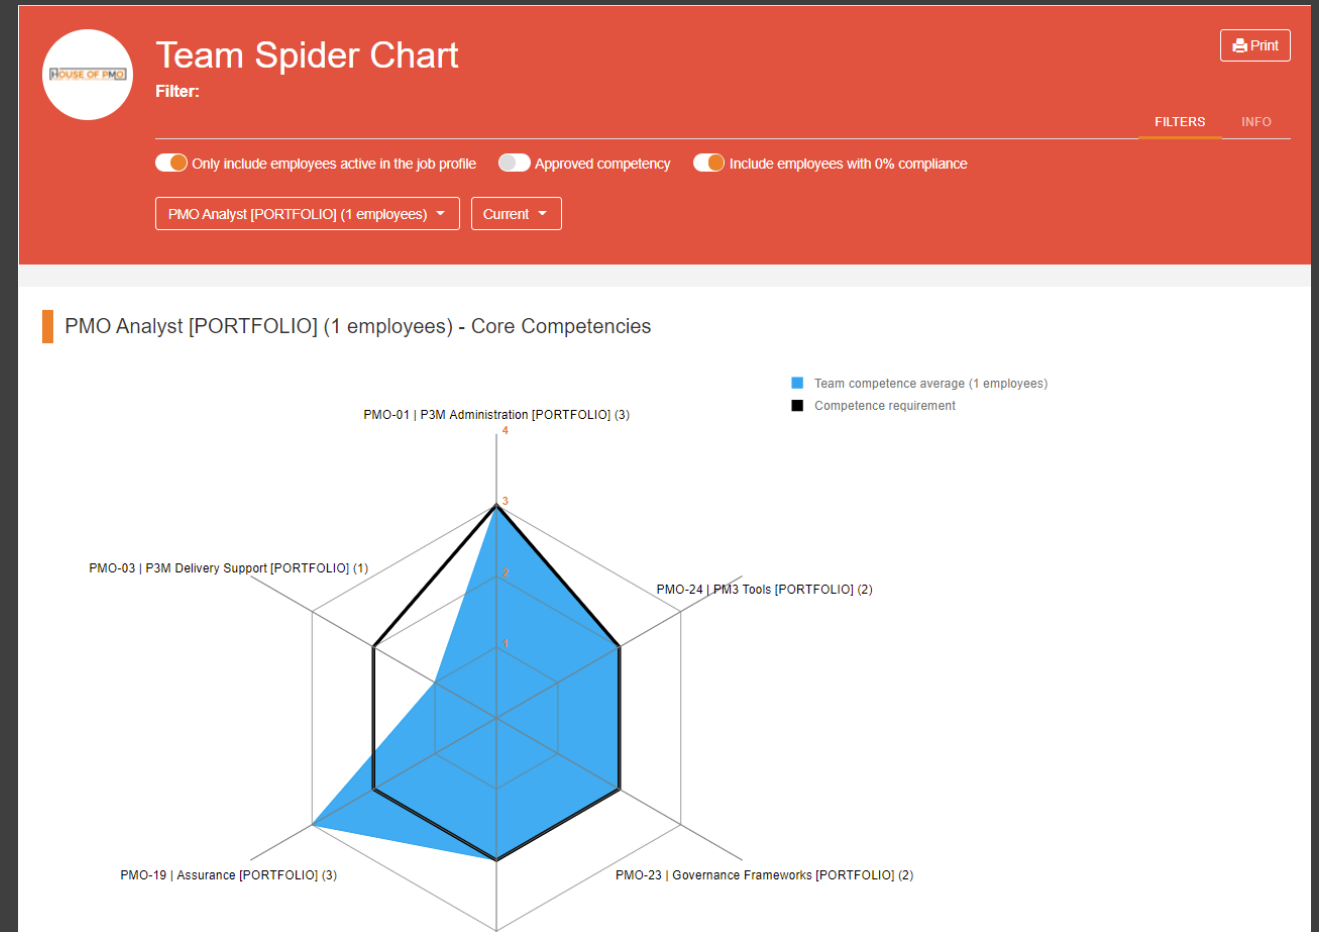 HOUSE OF PMO
Team Spider Chart
Print
Filter:
FILTERS INFO
Only include employees active in the job profile Approved competency Include employees with 0% compliance
PMO Analyst [PORTFOLIO] (1 employees) Current
PMO Analyst [PORTFOLIO] (1 employees) - Core Competencies
Team competence average (1 employees)
Competence requirement
PMO-01 | P3M Administration [PORTFOLIO] (3)
4
3
PMO-03 | P3M Delivery Support [PORTFOLIO] (1)
2
PMO-24 | PM3 Tools [PORTFOLIO] (2)
1
PMO-19 | Assurance [PORTFOLIO] (3)
PMO-23 | Governance Frameworks [PORTFOLIO] (2)